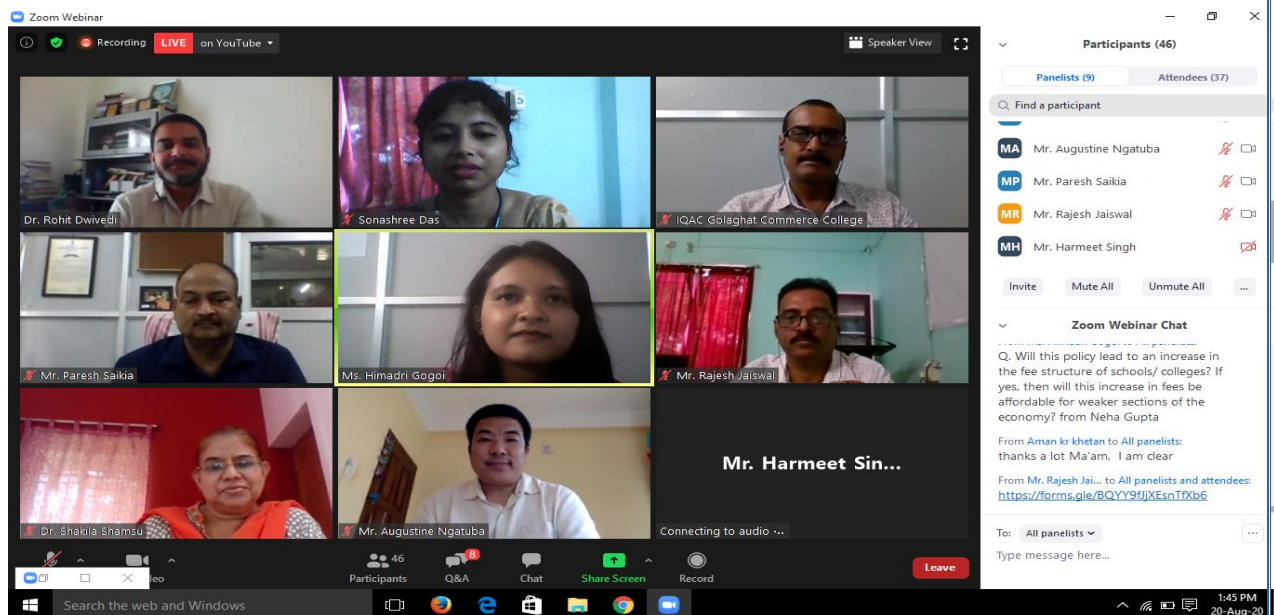 Zoom Webinar
Recording LIVE on YouTube
Speaker View
Dr. Rohit Dwivedi
Sonashree Das
IQAC Golaghat Commerce College
Mr. Paresh Saikia
Ms. Himadri Gogoi
Mr. Rajesh Jaiswal
Dr. Shakila Shamsu
Mr. Augustine Ngatuba
Mr. Harmeet Sin...
Connecting to audio ...
46
8
Participants
Q&A
Chat
Share Screen
Record
Leave
Participants (46)
Panelists (9)
Attendees (37)
Find a participant
MA Mr. Augustine Ngatuba
MP Mr. Paresh Saikia
MR Mr. Rajesh Jaiswal
MH Mr. Harmeet Singh
Invite
Mute All
Unmute All
...
Zoom Webinar Chat
Q. Will this policy lead to an increase in
the fee structure of schools/ colleges? If
yes, then will this increase in fees be
affordable for weaker sections of the
economy? from Neha Gupta
From Aman kr khetan to All panelists:
thanks a lot Ma'am, I am clear
From Mr. Rajesh Jai... to All panelists and attendees:
https://forms.gle/BQYY9fJjXEsnTfXb6
To: All panelists
...
Type message here...
Search the web and Windows
1:45 PM
20-Aug-20